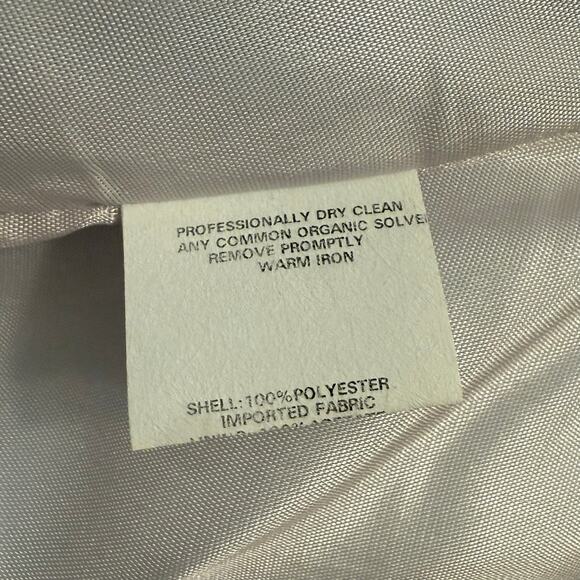 PROFESSIONALLY DRY CLEAN
ANY COMMON ORGANIC SOLVE
REMOVE PROMPTLY
WARM IRON
SHELL:100%POLYESTER
IMPORTED FABRIC